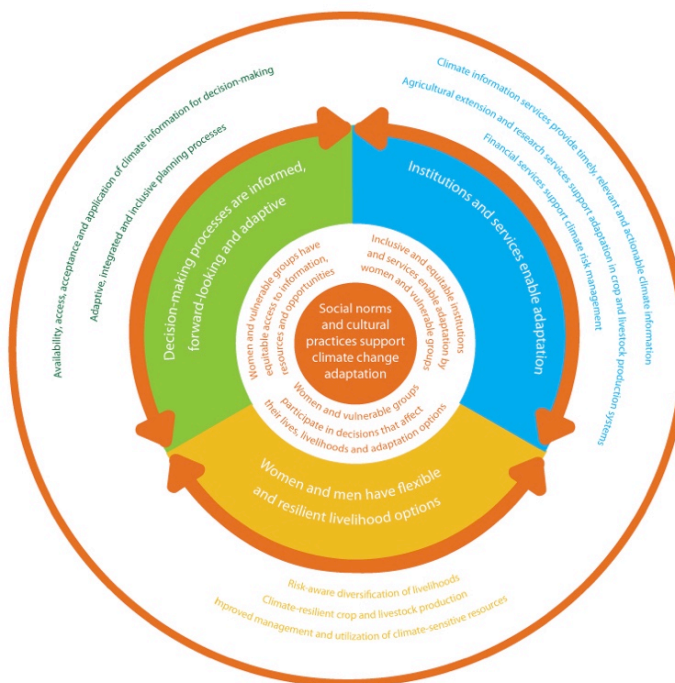 Availability, access, acceptance and application of climate information for decision-making
Adaptive, integrated and inclusive planning processes
Climate information services provide timely, relevant and actionable climate information
Agricultural extension and research services support adaptation in crop and livestock production systems
Financial services support climate risk management
Decision-making processes are informed,
forward-looking and adaptive
Institutions and services enable adaptation
Women and vulnerable groups have
equitable access to information,
resources and opportunities
Inclusive and equitable institutions
and services enable adaptation by
women and vulnerable groups
Social norms
and cultural
practices support
climate change
adaptation
Women and vulnerable groups
participate in decisions that affect
their lives, livelihoods and adaptation options
Women and men have flexible
and resilient livelihood options
Risk-aware diversification of livelihoods
Climate-resilient crop and livestock production
Improved management and utilization of climate-sensitive resources